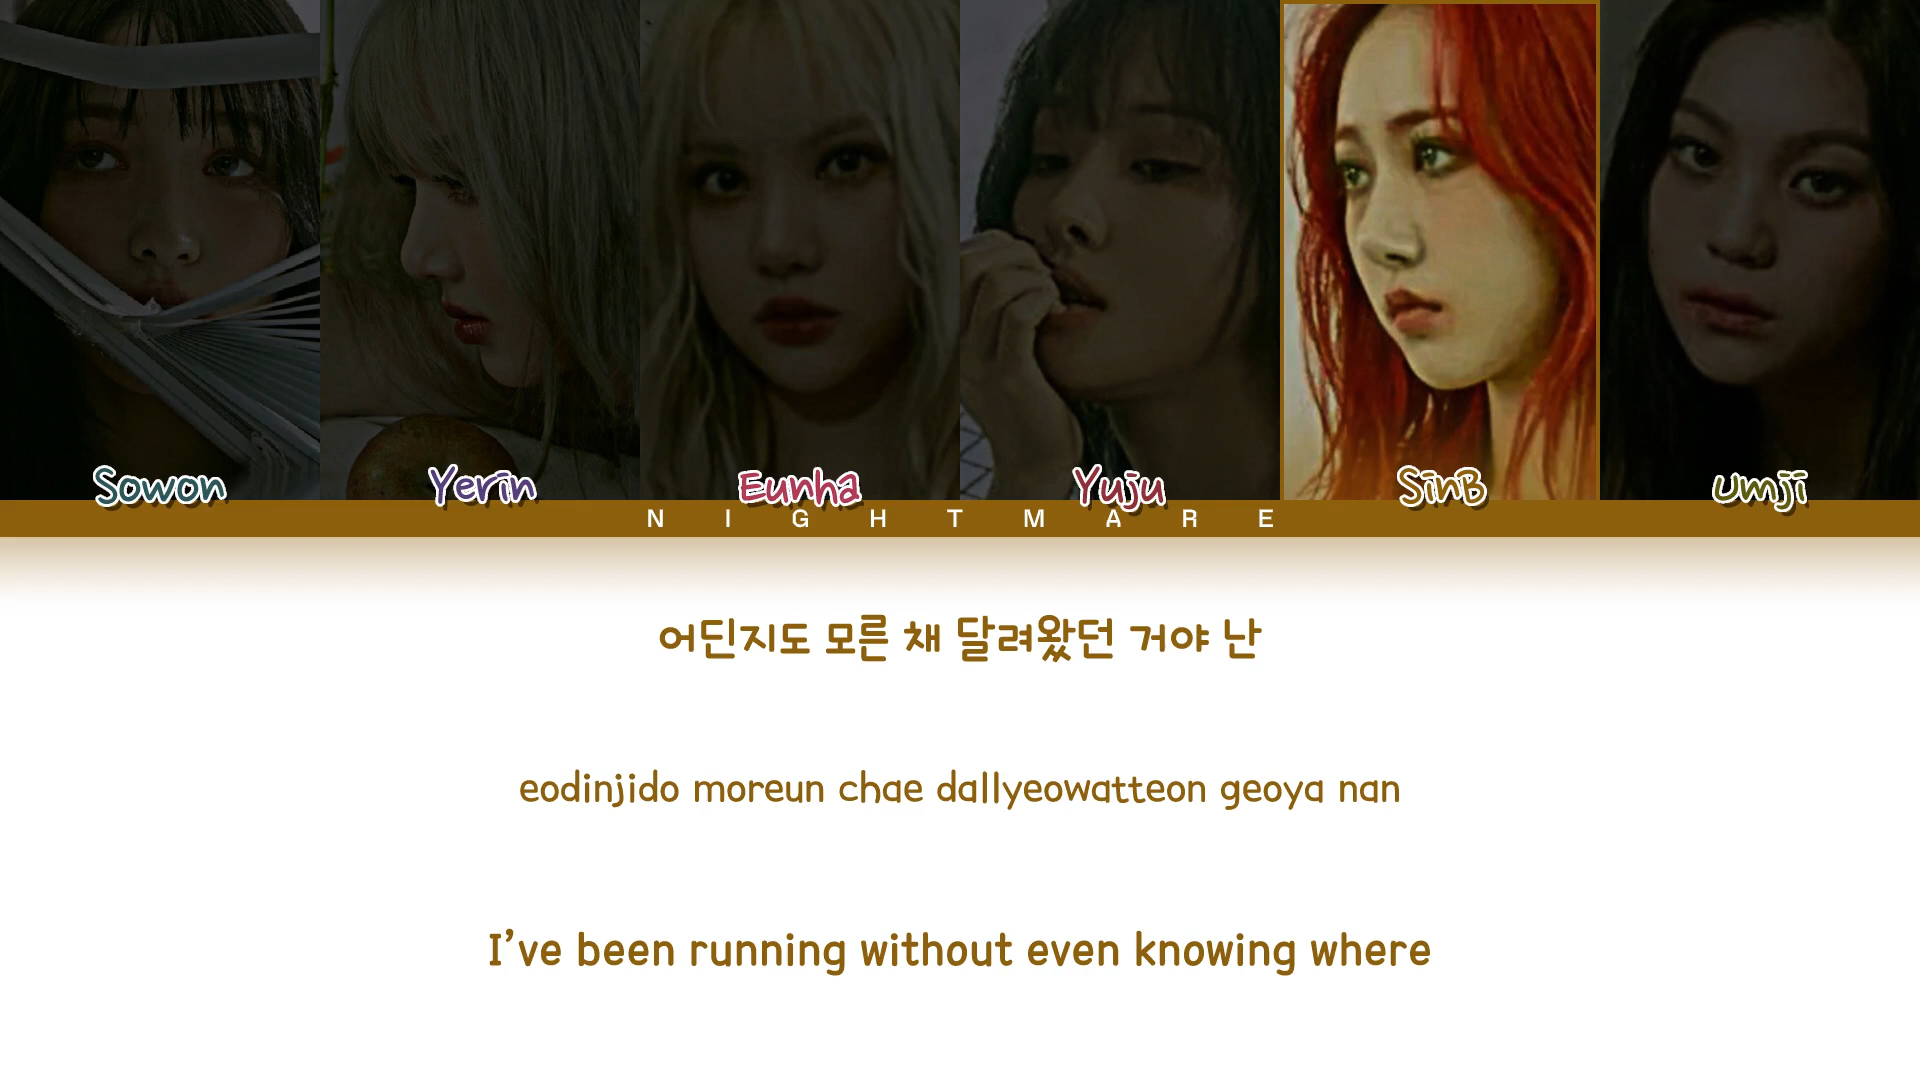 Sowon Yerin Eunha Yuju SinB Umji
NIGHTMARE
어딘지도 모른 채 달려왔던 거야 난
eodinjido moreun chae dallyeowatteon geoya nan
I've been running without even knowing where